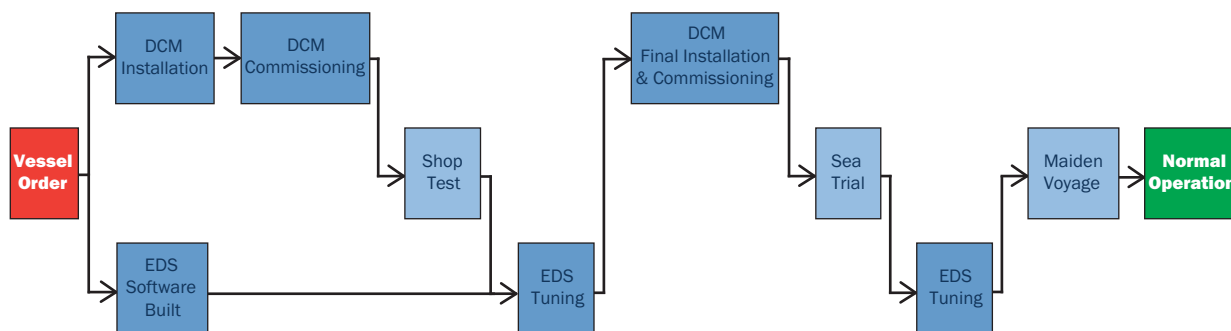 Vessel
Order
DCM
Installation
DCM
Commissioning
EDS
Software
Built
Shop
Test
EDS
Tuning
DCM
Final Installation
& Commissioning
Sea
Trial
EDS
Tuning
Maiden
Voyage
Normal
Operation